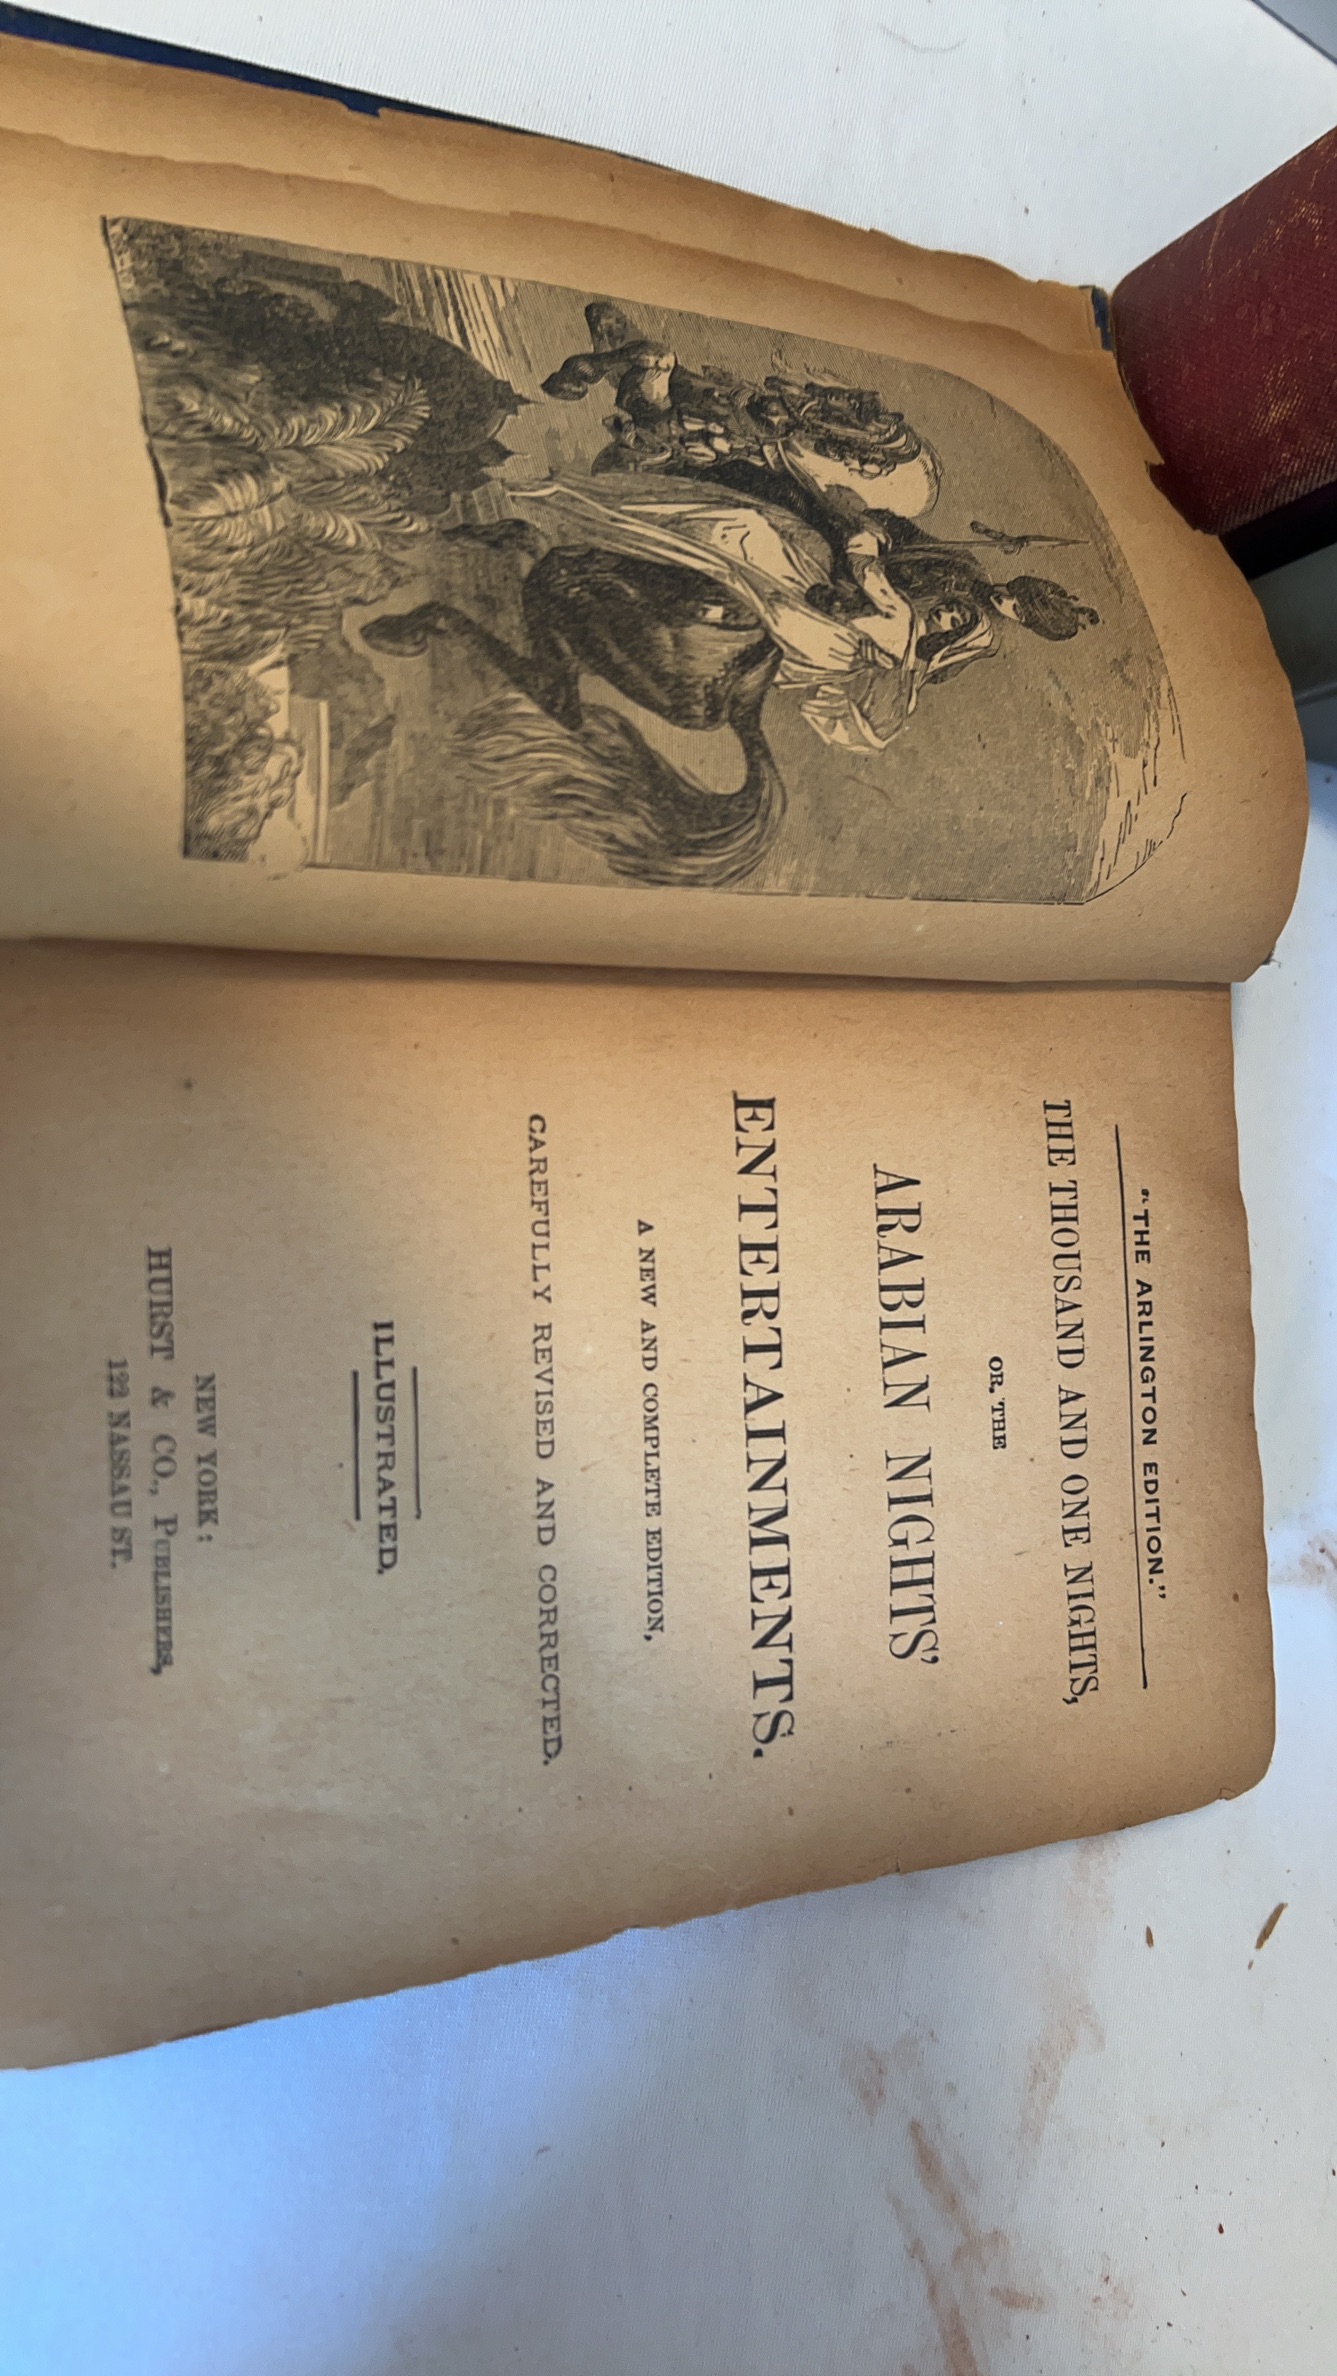 "THE ARLINGTON EDITION."
THE THOUSAND AND ONE NIGHTS,
OR, THE
ARABIAN NIGHTS'
ENTERTAINMENTS.
A NEW AND COMPLETE EDITION,
CAREFULLY REVISED AND CORRECTED.
ILLUSTRATED.
NEW YORK:
HURST & CO., PUBLISHERS,
122 NASSAU ST.